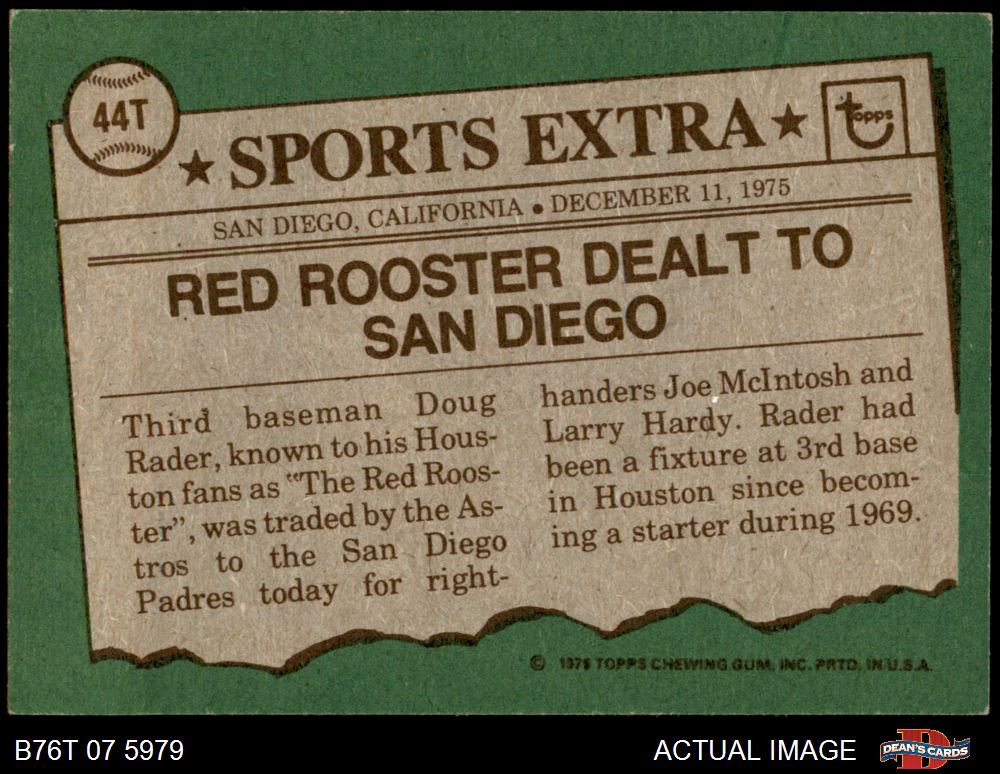 44T
★ SPORTS EXTRA ★
topps
SAN DIEGO, CALIFORNIA • DECEMBER 11, 1975
RED ROOSTER DEALT TO
SAN DIEGO
Third baseman Doug
Rader, known to his Hous-
ton fans as "The Red Roos-
ter", was traded by the As-
tros to the San Diego
Padres today for right-
handers Joe McIntosh and
Larry Hardy. Rader had
been a fixture at 3rd base
in Houston since becom-
ing a starter during 1969.
© 1976 TOPPS CHEWING GUM, INC. PRTD. IN U.S.A.
B76T 07 5979
ACTUAL IMAGE
DEAN'S CARDS